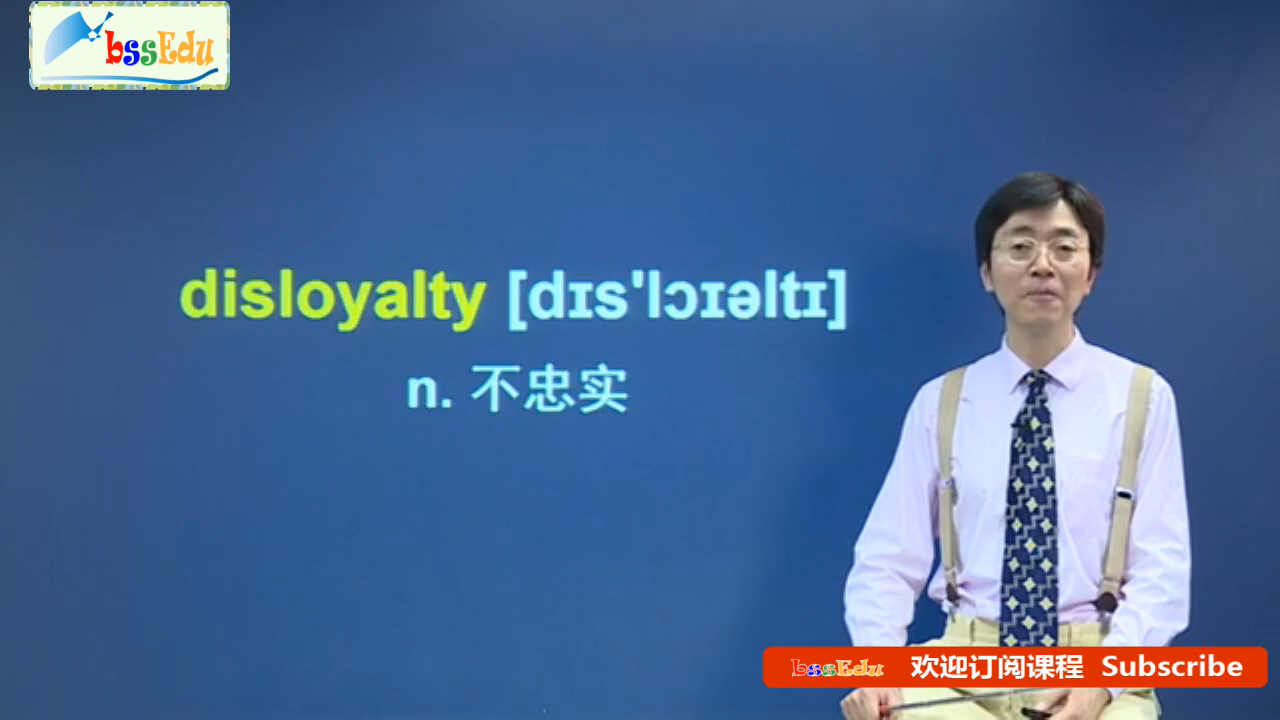 bssEdu
disloyalty [dɪs'lɔɪəltɪ]
n. 不忠实
bssEdu 欢迎订阅课程 Subscribe